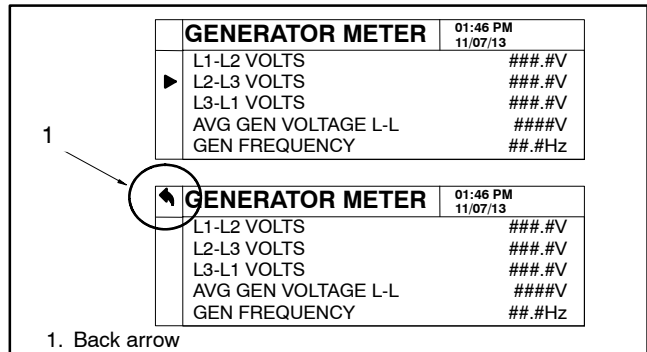 GENERATOR METER 01:46 PM
11/07/13
L1-L2 VOLTS ###.#V
L2-L3 VOLTS ###.#V
L3-L1 VOLTS ###.#V
AVG GEN VOLTAGE L-L ####V
GEN FREQUENCY ##.#Hz
1
GENERATOR METER 01:46 PM
11/07/13
L1-L2 VOLTS ###.#V
L2-L3 VOLTS ###.#V
L3-L1 VOLTS ###.#V
AVG GEN VOLTAGE L-L ####V
GEN FREQUENCY ##.#Hz
1. Back arrow